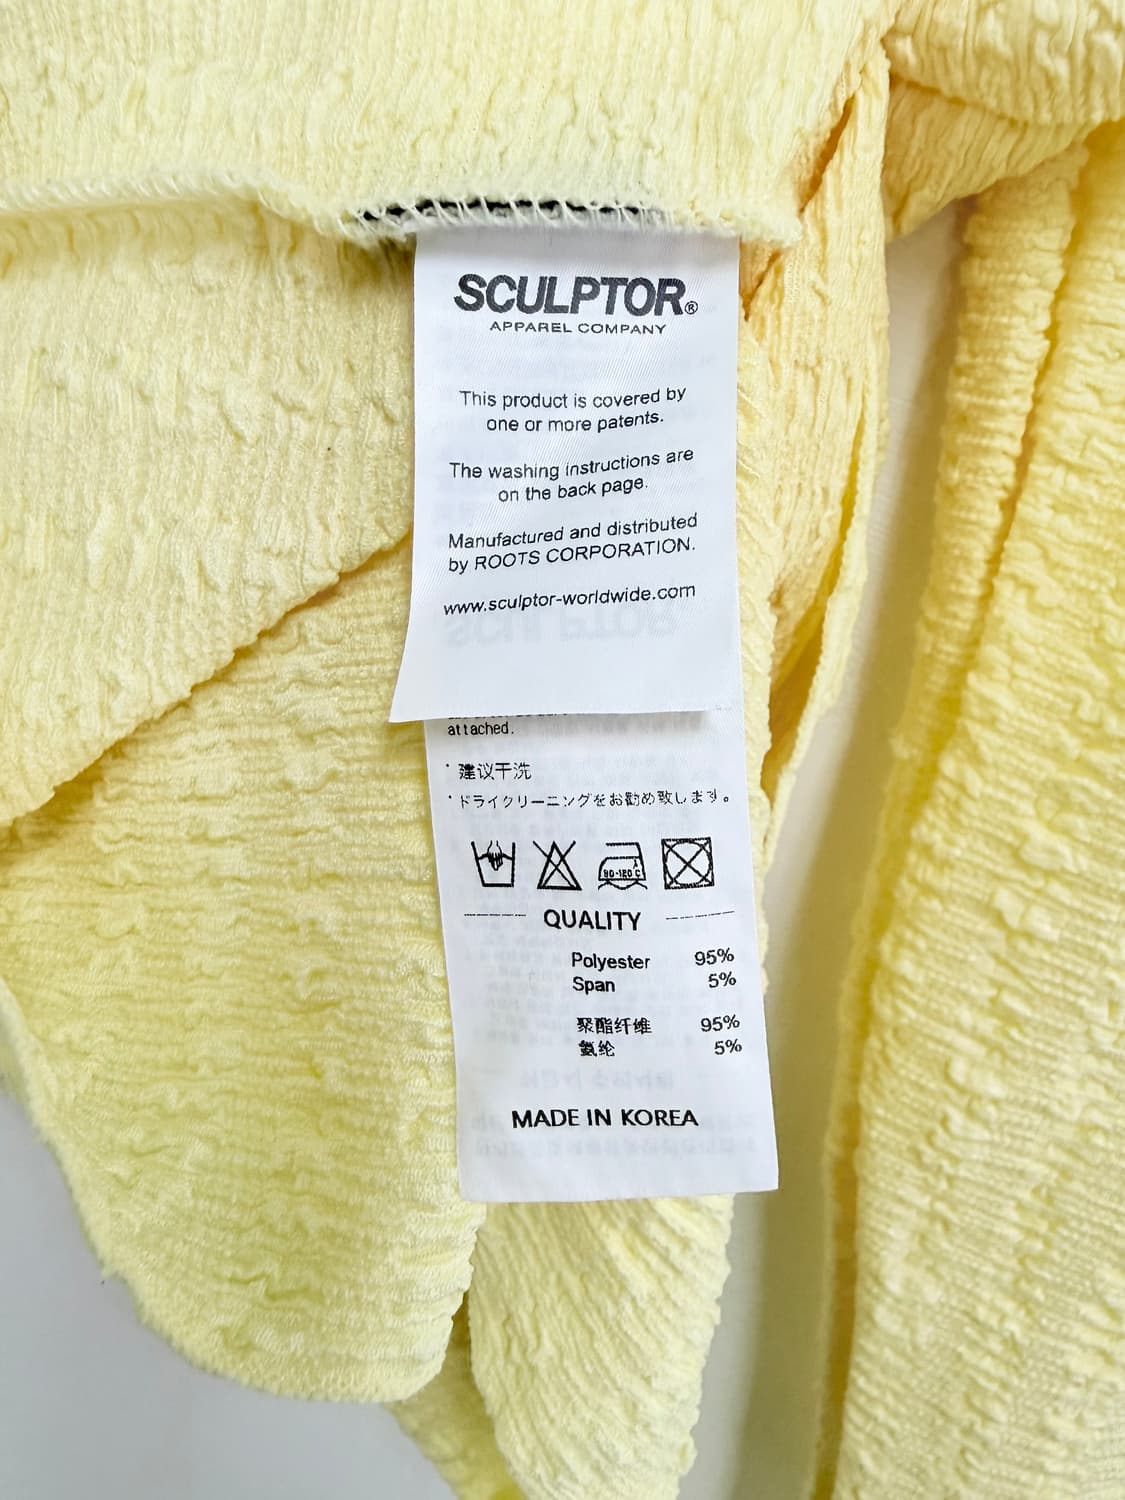 SCULPTOR®
APPAREL COMPANY
This product is covered by
one or more patents.
The washing instructions are
on the back page.
Manufactured and distributed
by ROOTS CORPORATION.
www.sculptor-worldwide.com
attached.
· 建议干洗
· ドライクリーニングをお勧め致します。
80-120°C
QUALITY
Polyester 95%
Span 5%
聚酯纤维 95%
氨纶 5%
MADE IN KOREA